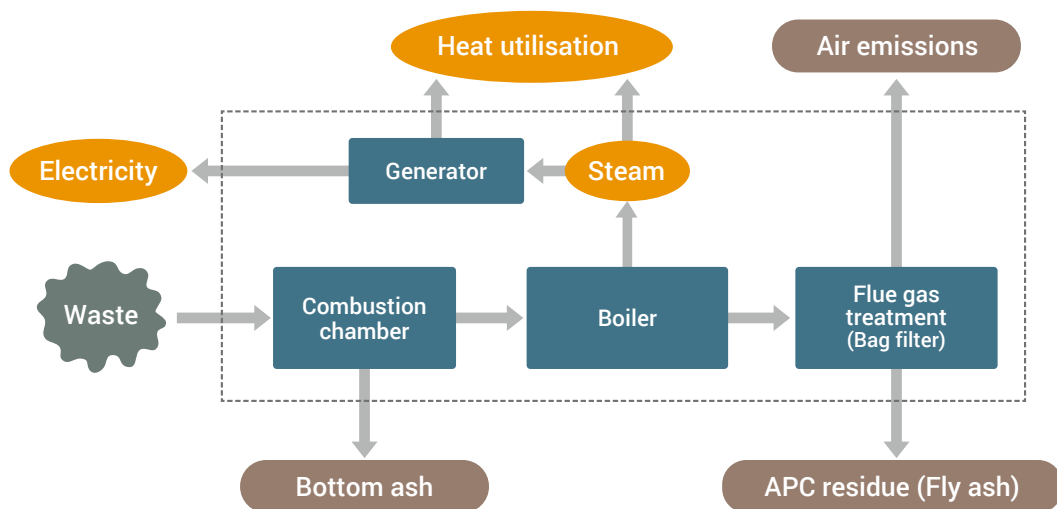 Heat utilisation
Air emissions
Electricity
Generator
Steam
Waste
Combustion
chamber
Boiler
Flue gas
treatment
(Bag filter)
Bottom ash
APC residue (Fly ash)